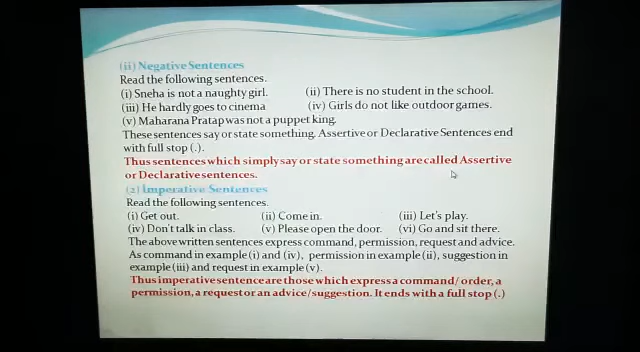 (ii) Negative Sentences
Read the following sentences.
(i) Sneha is not a naughty girl. (ii) There is no student in the school.
(iii) He hardly goes to cinema (iv) Girls do not like outdoor games.
(v) Maharana Pratap was not a puppet king.
These sentences say or state something. Assertive or Declarative Sentences end
with full stop (.).
Thus sentences which simply say or state something are called Assertive
or Declarative sentences.
(2) Imperative Sentences
Read the following sentences.
(i) Get out. (ii) Come in. (iii) Let's play.
(iv) Don't talk in class. (v) Please open the door. (vi) Go and sit there.
The above written sentences express command, permission, request and advice.
As command in example (i) and (iv), permission in example (ii), suggestion in
example (iii) and request in example (v).
Thus imperative sentence are those which express a command/ order, a
permission, a request or an advice/suggestion. It ends with a full stop (.)